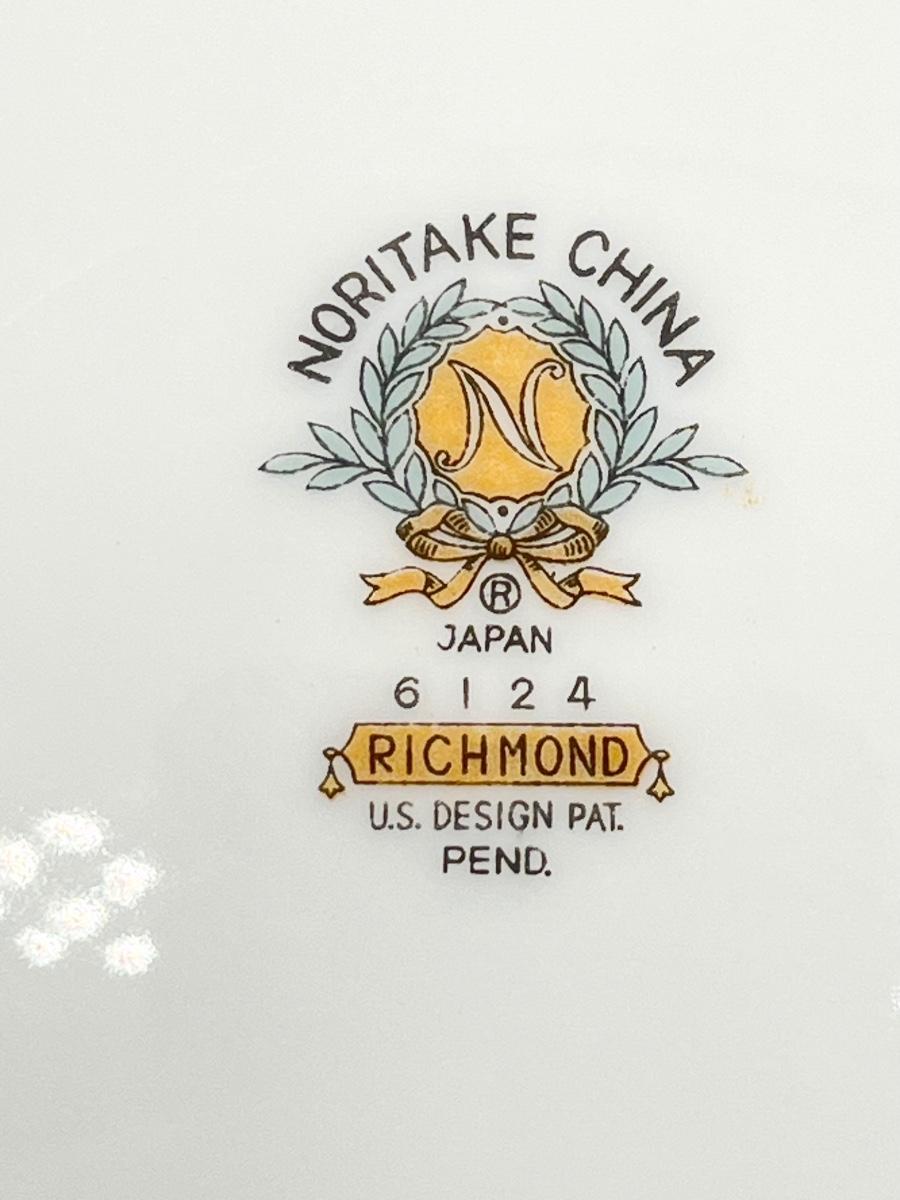 NORITAKE CHINA
N
®
JAPAN
6124
RICHMOND
U.S. DESIGN PAT.
PEND.